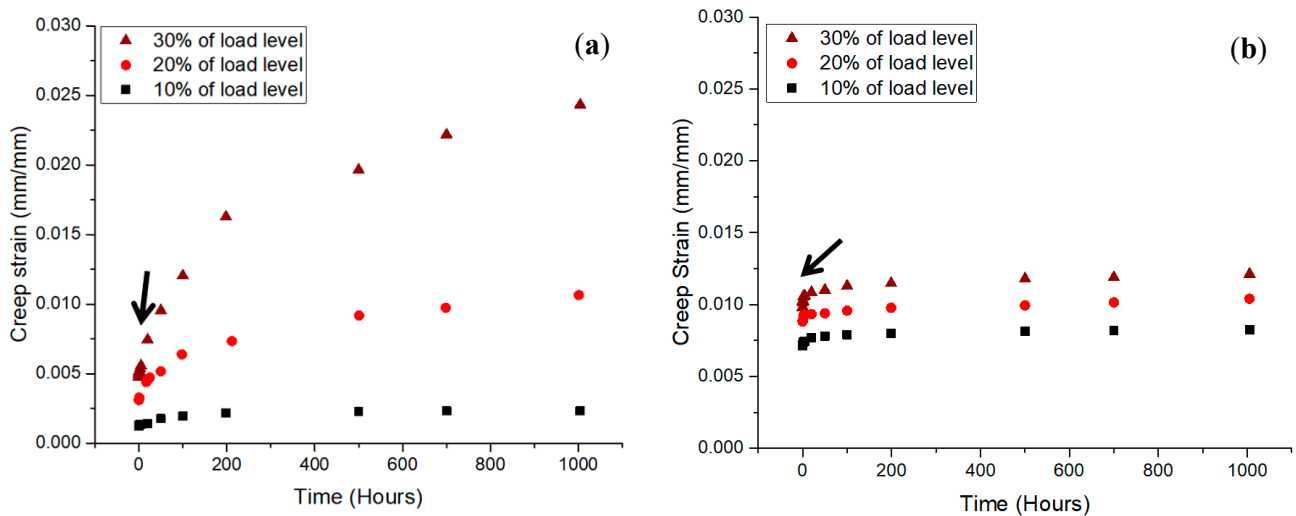 (a)
30% of load level
20% of load level
10% of load level
Creep strain (mm/mm)
0.030
0.025
0.020
0.015
0.010
0.005
0.000
0 200 400 600 800 1000
Time (Hours)
(b)
30% of load level
20% of load level
10% of load level
Creep Strain (mm/mm)
0.030
0.025
0.020
0.015
0.010
0.005
0.000
0 200 400 600 800 1000
Time (Hours)